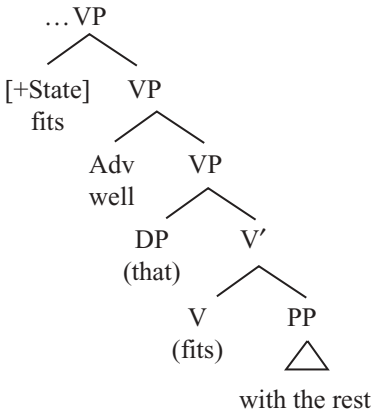 …VP
[+State] VP
fits
Adv VP
well
DP V′
(that)
V PP
(fits)
with the rest